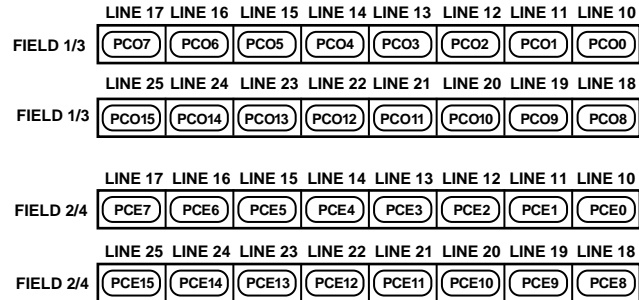 LINE 17 LINE 16 LINE 15 LINE 14 LINE 13 LINE 12 LINE 11 LINE 10
FIELD 1/3 PCO7 PCO6 PCO5 PCO4 PCO3 PCO2 PCO1 PCO0
LINE 25 LINE 24 LINE 23 LINE 22 LINE 21 LINE 20 LINE 19 LINE 18
FIELD 1/3 PCO15 PCO14 PCO13 PCO12 PCO11 PCO10 PCO9 PCO8
LINE 17 LINE 16 LINE 15 LINE 14 LINE 13 LINE 12 LINE 11 LINE 10
FIELD 2/4 PCE7 PCE6 PCE5 PCE4 PCE3 PCE2 PCE1 PCE0
LINE 25 LINE 24 LINE 23 LINE 22 LINE 21 LINE 20 LINE 19 LINE 18
FIELD 2/4 PCE15 PCE14 PCE13 PCE12 PCE11 PCE10 PCE9 PCE8